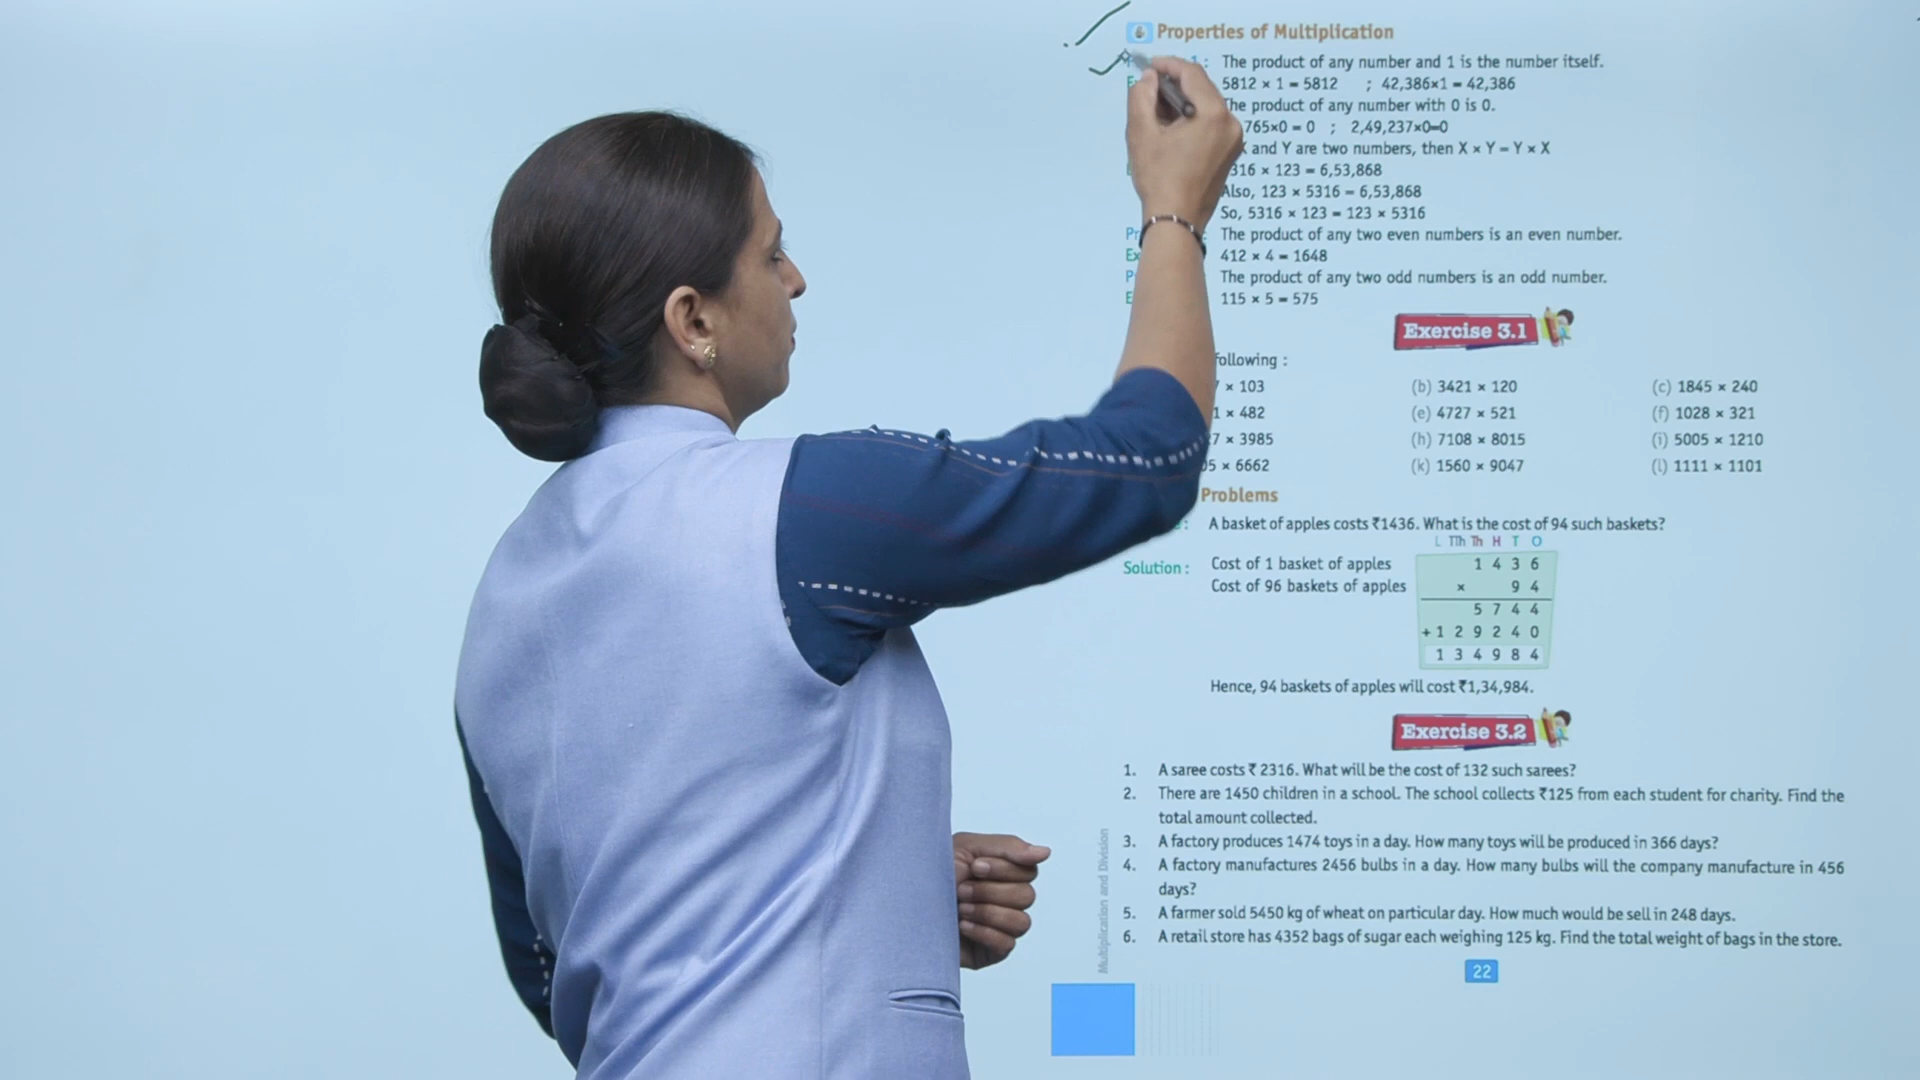 Properties of Multiplication
1 : The product of any number and 1 is the number itself.
5812 × 1 = 5812 ; 42,386×1 = 42,386
The product of any number with 0 is 0.
765×0 = 0 ; 2,49,237×0=0
X and Y are two numbers, then X × Y = Y × X
316 × 123 = 6,53,868
Also, 123 × 5316 = 6,53,868
So, 5316 × 123 = 123 × 5316
The product of any two even numbers is an even number.
412 × 4 = 1648
The product of any two odd numbers is an odd number.
115 × 5 = 575
Exercise 3.1
following :
× 103 (b) 3421 × 120 (c) 1845 × 240
1 × 482 (e) 4727 × 521 (f) 1028 × 321
7 × 3985 (h) 7108 × 8015 (i) 5005 × 1210
05 × 6662 (k) 1560 × 9047 (l) 1111 × 1101
Problems
: A basket of apples costs ₹1436. What is the cost of 94 such baskets?
L TTh Th H T O
Solution : Cost of 1 basket of apples 1 4 3 6
Cost of 96 baskets of apples × 9 4
5 7 4 4
+ 1 2 9 2 4 0
1 3 4 9 8 4
Hence, 94 baskets of apples will cost ₹1,34,984.
Exercise 3.2
1. A saree costs ₹ 2316. What will be the cost of 132 such sarees?
2. There are 1450 children in a school. The school collects ₹125 from each student for charity. Find the
total amount collected.
3. A factory produces 1474 toys in a day. How many toys will be produced in 366 days?
4. A factory manufactures 2456 bulbs in a day. How many bulbs will the company manufacture in 456
days?
5. A farmer sold 5450 kg of wheat on particular day. How much would be sell in 248 days.
6. A retail store has 4352 bags of sugar each weighing 125 kg. Find the total weight of bags in the store.
Multiplication and Division
22